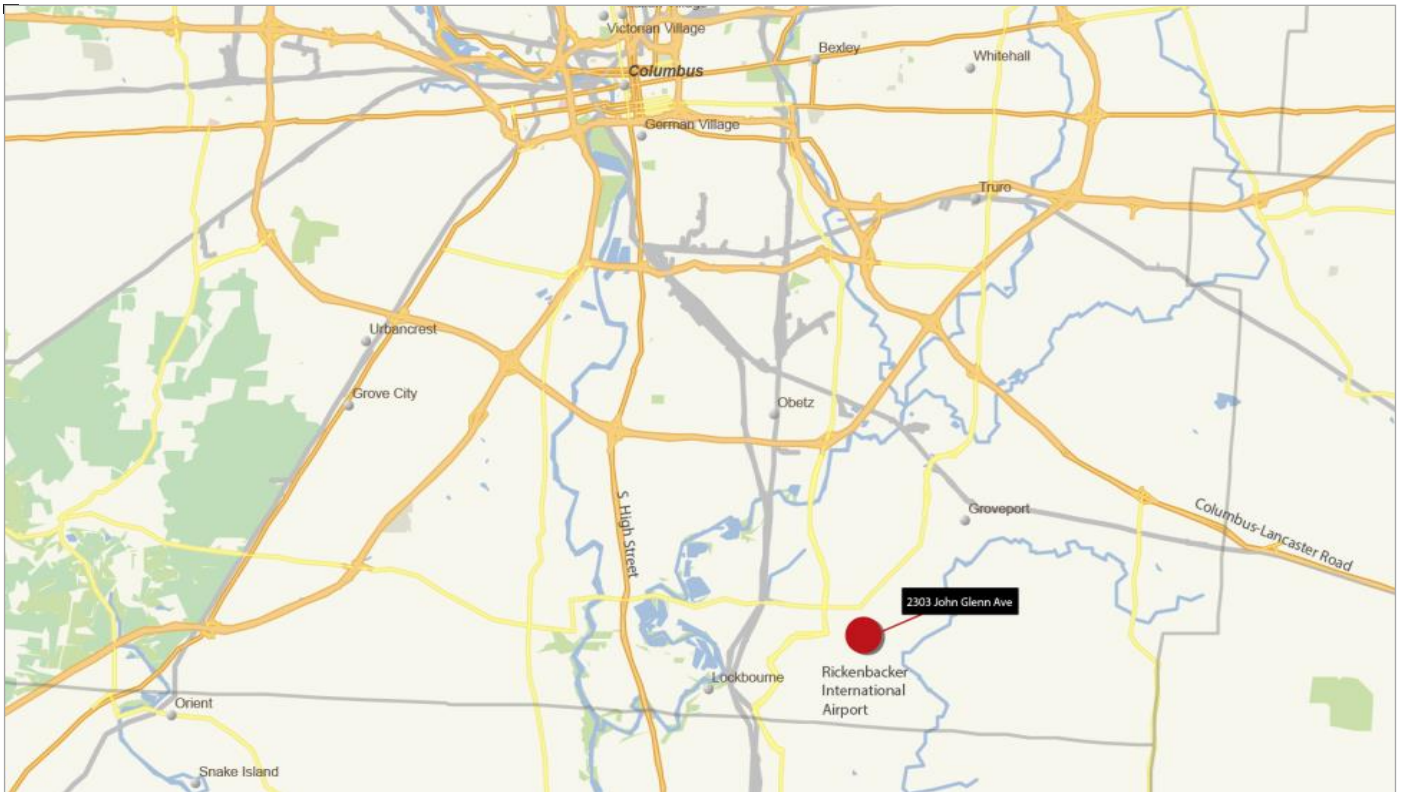 Victorian Village
Bexley
Whitehall
Columbus
German Village
Truro
Urbancrest
Grove City
Obetz
S High Street
Groveport
Columbus-Lancaster Road
2303 John Glenn Ave
Rickenbacker
International
Airport
Lockbourne
Orient
Snake Island